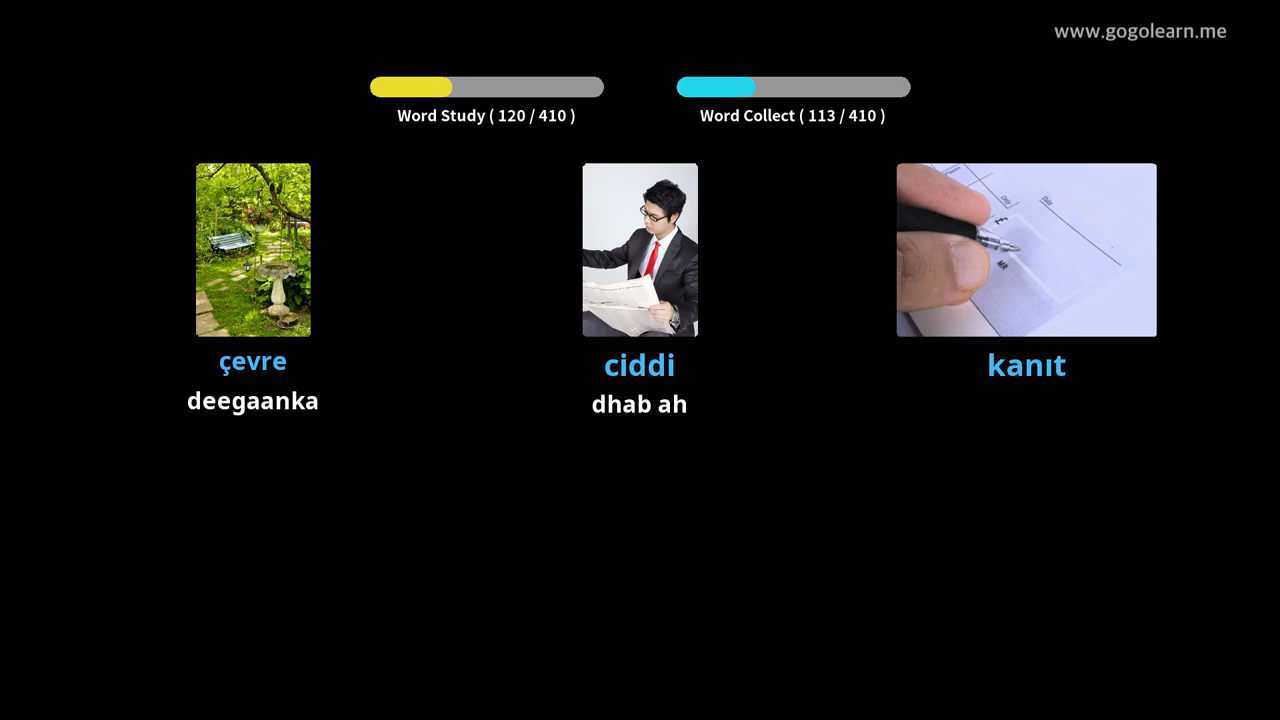 www.gogolearn.me
Word Study ( 120 / 410 )
Word Collect ( 113 / 410 )
çevre
deegaanka
ciddi
dhab ah
kanıt